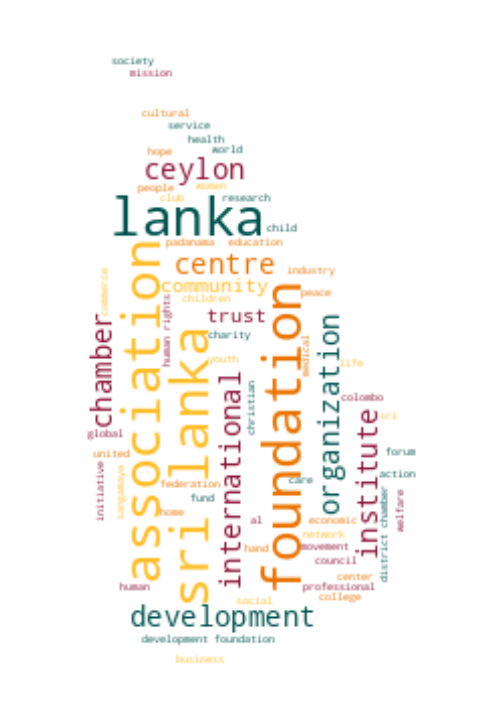 society
mission
cultural
service
health
hope
world
ceylon
people
women
club
research
lanka
child
padanama
education
centre
industry
commerce
community
peace
children
human rights
trust
association
foundation
chamber
organization
charity
sri lanka
medical
youth
life
international
christian
colombo
institute
sri
global
united
forum
initiative
sangamaya
federation
care
action
fund
welfare
district chamber
home
al
economic
network
hand
movement
council
center
human
professional
social
college
development
development foundation
business